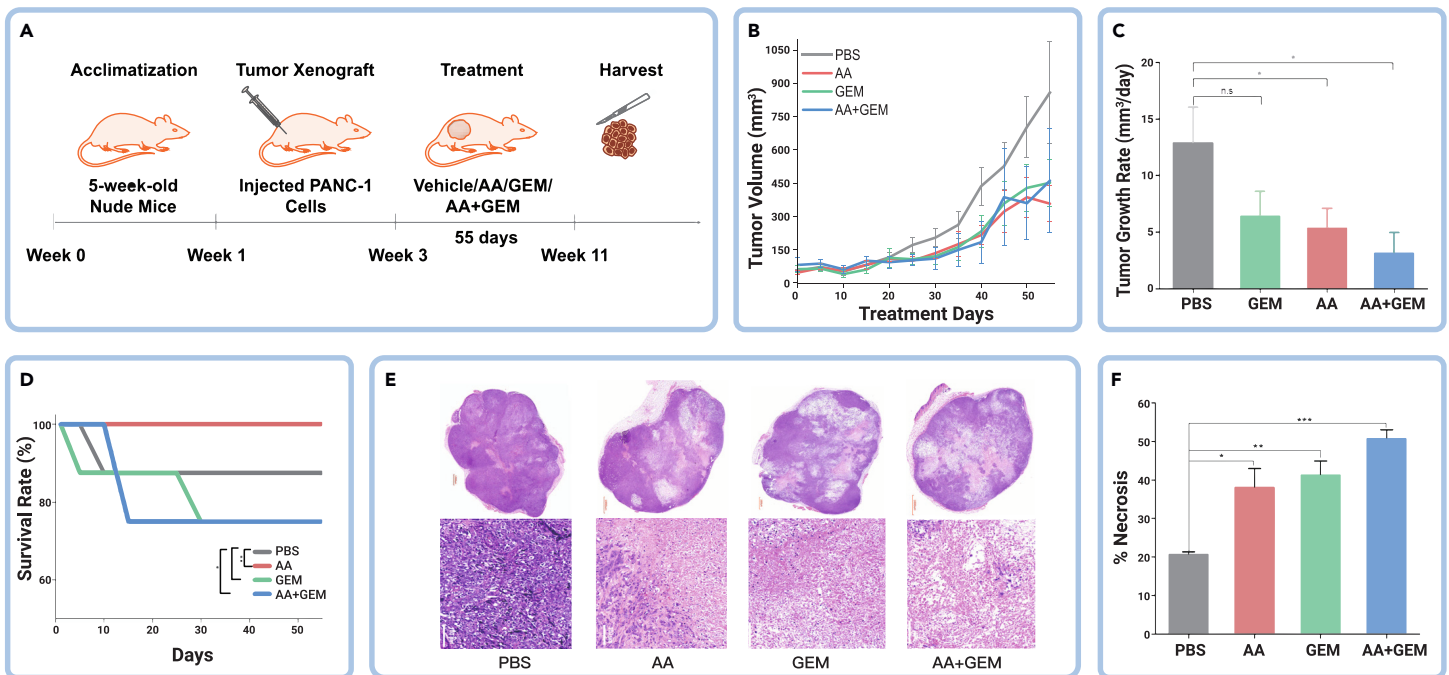 A
Acclimatization
Tumor Xenograft
Treatment
Harvest
5-week-old
Nude Mice
Injected PANC-1
Cells
Vehicle/AA/GEM/
AA+GEM
55 days
Week 0
Week 1
Week 3
Week 11
B
Tumor Volume (mm³)
1050
900
750
600
450
300
150
0
PBS
AA
GEM
AA+GEM
0
10
20
30
40
50
Treatment Days
C
Tumor Growth Rate (mm³/day)
20
15
10
5
0
*
*
n.s
PBS
GEM
AA
AA+GEM
D
Survival Rate (%)
100
80
60
PBS
AA
GEM
AA+GEM
0
10
20
30
40
50
Days
E
PBS
AA
GEM
AA+GEM
F
% Necrosis
60
50
40
30
20
10
0
***
**
*
PBS
AA
GEM
AA+GEM